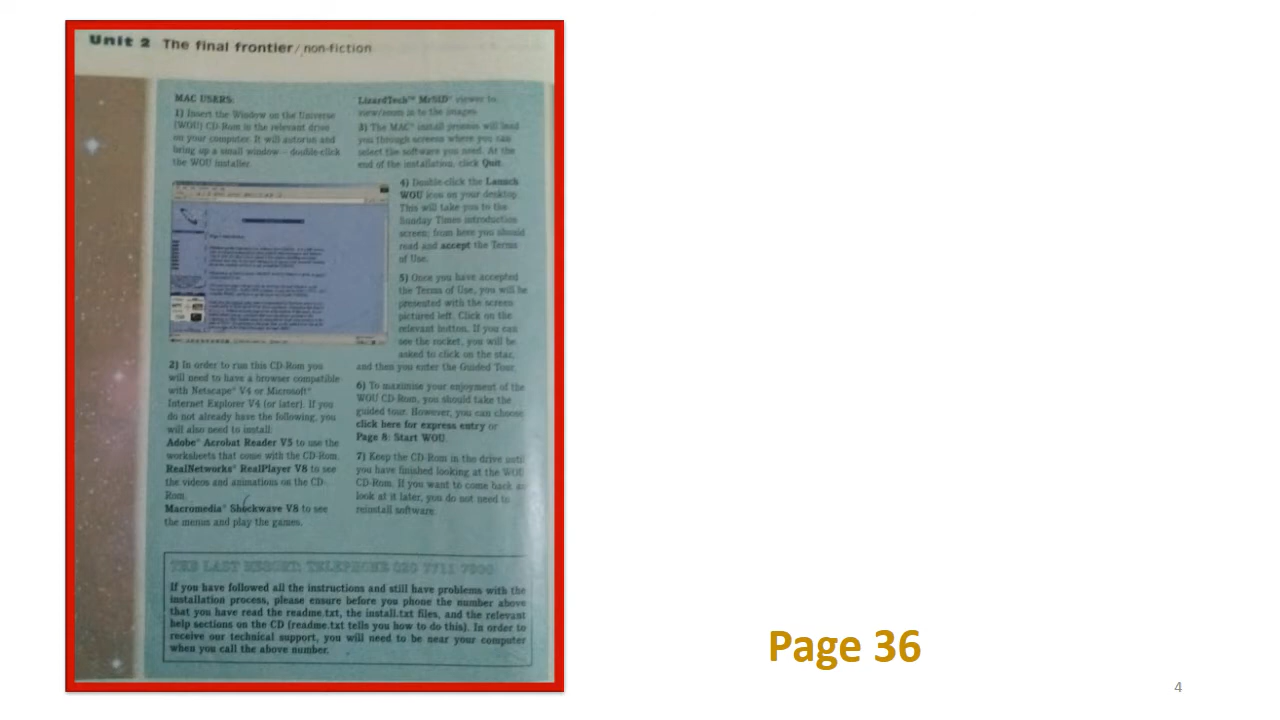 Unit 2 The final frontier/non-fiction
MAC USERS:
1) Insert the Window on the Universe
(WOU) CD-Rom in the relevant drive
on your computer. It will autorun and
bring up a small window – double-click
the WOU installer.
2) In order to run this CD-Rom you
will need to have a browser compatible
with Netscape® V4 or Microsoft®
Internet Explorer V4 (or later). If you
do not already have the following, you
will also need to install:
Adobe® Acrobat Reader V5 to use the
worksheets that come with the CD-Rom.
RealNetworks® RealPlayer V8 to see
the videos and animations on the CD-
Rom.
Macromedia® Shockwave V8 to see
the menus and play the games.
LizardTech™ MrSID® viewer to
view/zoom in to the images.
3) The MAC® install process will lead
you through screens where you can
select the software you need. At the
end of the installation, click Quit.
4) Double-click the Launch
WOU icon on your desktop.
This will take you to the
Sunday Times introduction
screen; from here you should
read and accept the Terms
of Use.
5) Once you have accepted
the Terms of Use, you will be
presented with the screen
pictured left. Click on the
relevant button. If you can
see the rocket, you will be
asked to click on the star,
and then you enter the Guided Tour.
6) To maximise your enjoyment of the
WOU CD-Rom, you should take the
guided tour. However, you can choose
click here for express entry or
Page 8: Start WOU.
7) Keep the CD-Rom in the drive until
you have finished looking at the WOU
CD-Rom. If you want to come back to
look at it later, you do not need to
reinstall software.
THE LAST RESORT: TELEPHONE 020 7711
If you have followed all the instructions and still have problems with the
installation process, please ensure before you phone the number above
that you have read the readme.txt, the install.txt files, and the relevant
help sections on the CD (readme.txt tells you how to do this). In order to
receive our technical support, you will need to be near your computer
when you call the above number.
Page 36
4